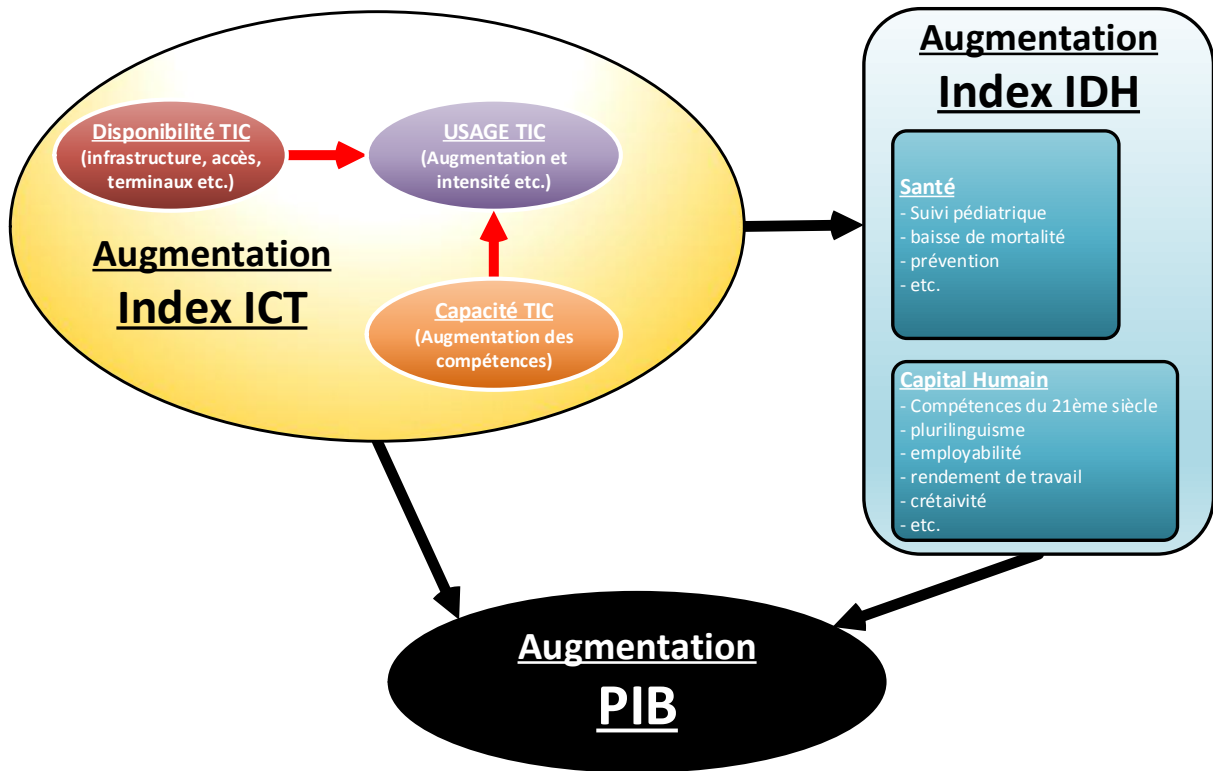 Disponibilité TIC
(infrastructure, accès,
terminaux etc.)
USAGE TIC
(Augmentation et
intensité etc.)
Augmentation
Index ICT
Capacité TIC
(Augmentation des
compétences)
Augmentation
Index IDH
Santé
- Suivi pédiatrique
- baisse de mortalité
- prévention
- etc.
Capital Humain
- Compétences du 21ème siècle
- plurilinguisme
- employabilité
- rendement de travail
- crétaivité
- etc.
Augmentation
PIB